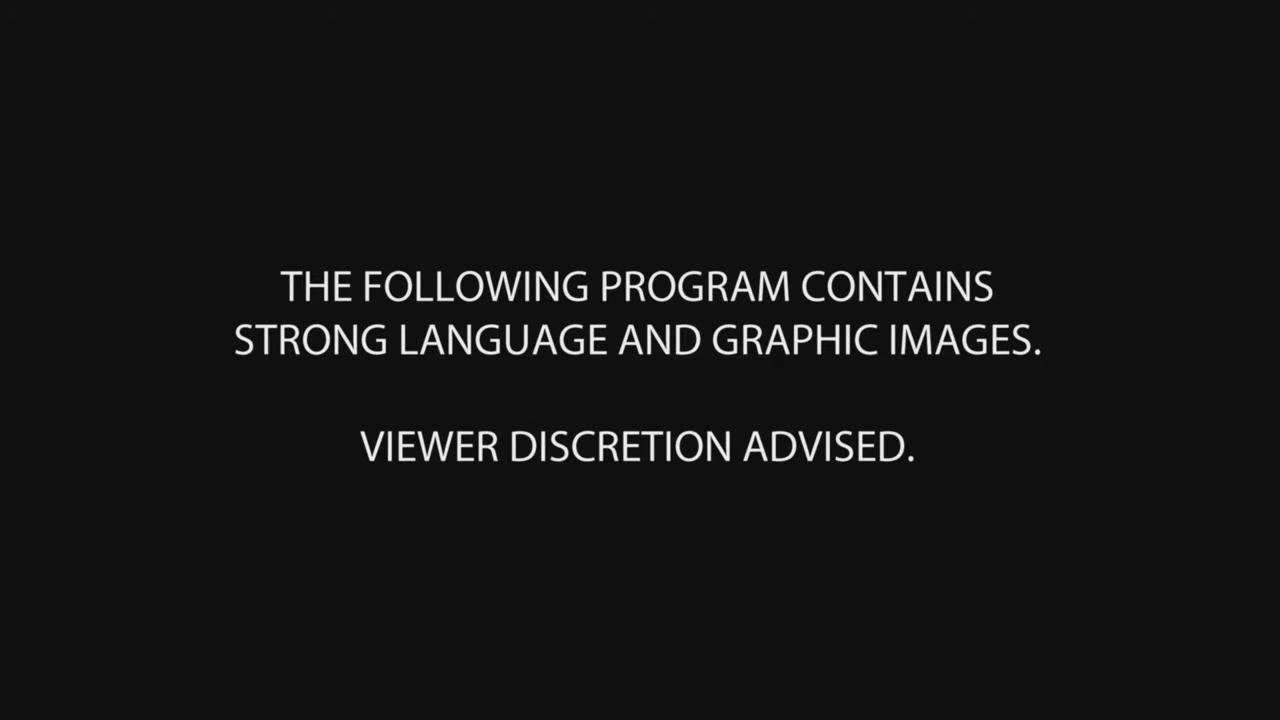 THE FOLLOWING PROGRAM CONTAINS
STRONG LANGUAGE AND GRAPHIC IMAGES.
VIEWER DISCRETION ADVISED.